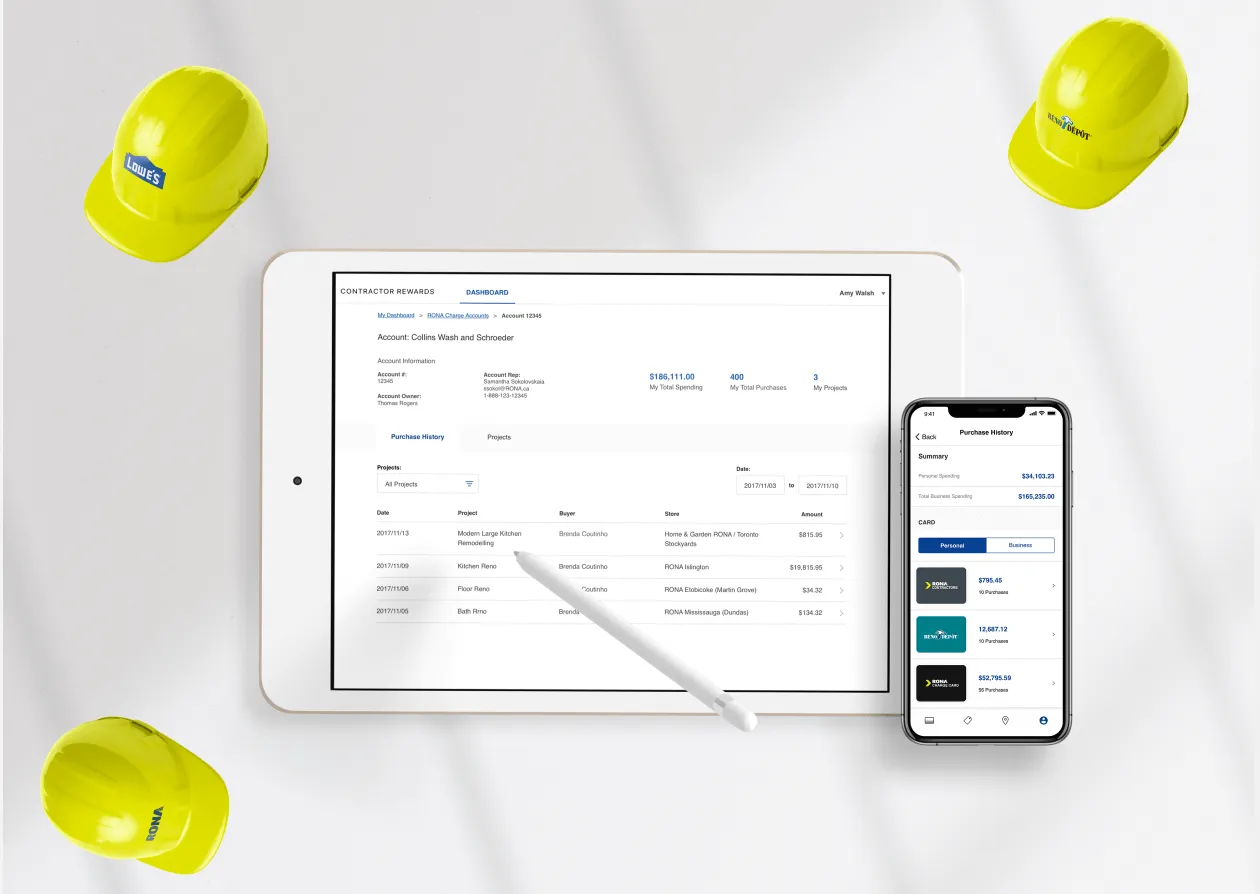 LOWE'S
RENO DEPÔT
CONTRACTOR REWARDS
DASHBOARD
Amy Walsh
My Dashboard > RONA Charge Accounts > Account 12345
Account: Collins Wash and Schroeder
Account Information
Account #:
12345
Account Owner:
Thomas Rogers
Account Rep:
Samantha Sokolovskaia
ssokol@RONA.ca
1-888-123-12345
$186,111.00
My Total Spending
400
My Total Purchases
3
My Projects
Purchase History
Projects
Projects:
All Projects
Date:
2017/11/03 to 2017/11/10
Date Project Buyer Store Amount
2017/11/13 Modern Large Kitchen Brenda Coutinho Home & Garden RONA / Toronto $815.95
Remodelling Stockyards
2017/11/09 Kitchen Reno Brenda Coutinho RONA Islington $19,815.95
2017/11/06 Floor Reno Coutinho RONA Etobicoke (Martin Grove) $34.32
2017/11/05 Bath Rrno Brenda RONA Mississauga (Dundas) $134.32
9:41
Back
Purchase History
Summary
Personal Spending $34,103.23
Total Business Spending $165,235.00
CARD
Personal Business
RONA
CONTRACTORS
$795.45
10 Purchases
RENO DEPÔT
12,687.12
10 Purchases
RONA
CHARGE CARD
$52,795.59
56 Purchases
RONA